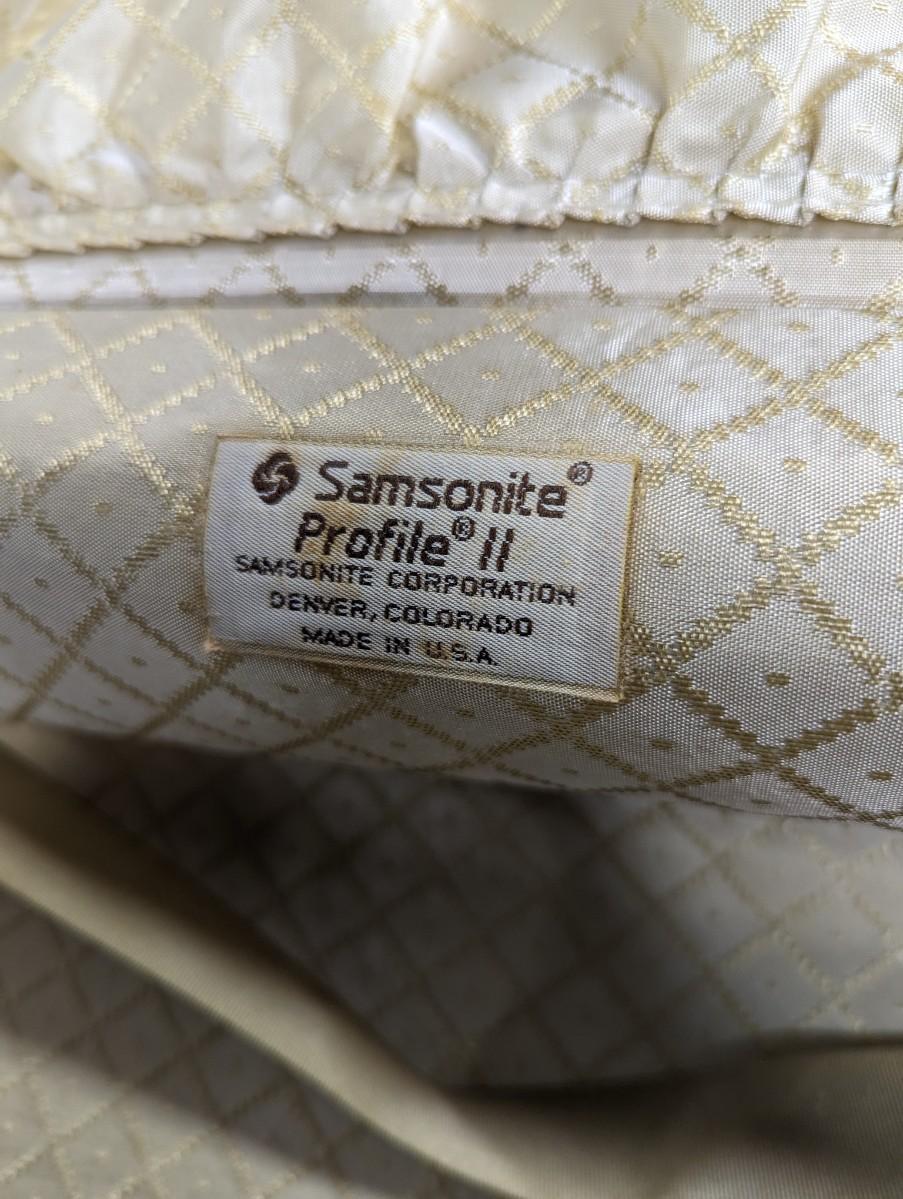 Samsonite®
Profile® II
SAMSONITE CORPORATION
DENVER, COLORADO
MADE IN U.S.A.